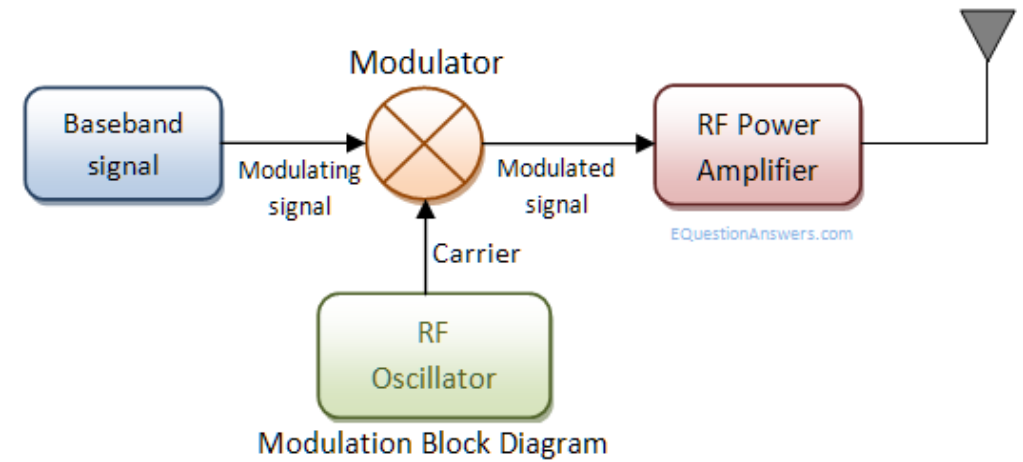 Modulator
Baseband
signal
Modulating
signal
Modulated
signal
RF Power
Amplifier
EQuestionAnswers.com
Carrier
RF
Oscillator
Modulation Block Diagram